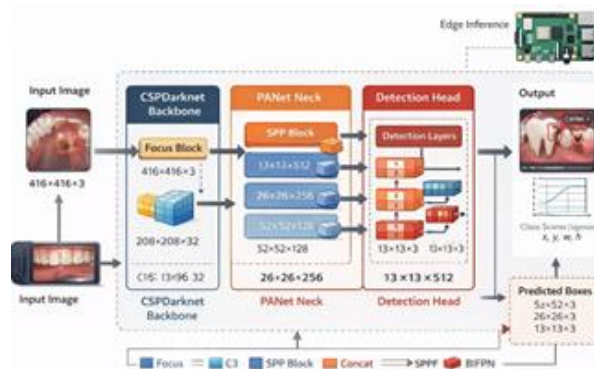 Edge Inference
Input Image
CSPDarknet
Backbone
PANet Neck
Detection Head
Output
Focus Block
SPP Block
Detection Layers
416×416×3
416×416×3
13×13×512
26×26×256
52×52×128
208×208×32
52×52×128
13×13×3
13×13×3
Class Scores
x, y, w, h
26×26×256
13×13×512
Input Image
CSPDarknet
Backbone
PANet Neck
Detection Head
Predicted Boxes
52×52×3
26×26×3
13×13×3
Focus
C3
SPP Block
Concat
SPPF
BIFPN